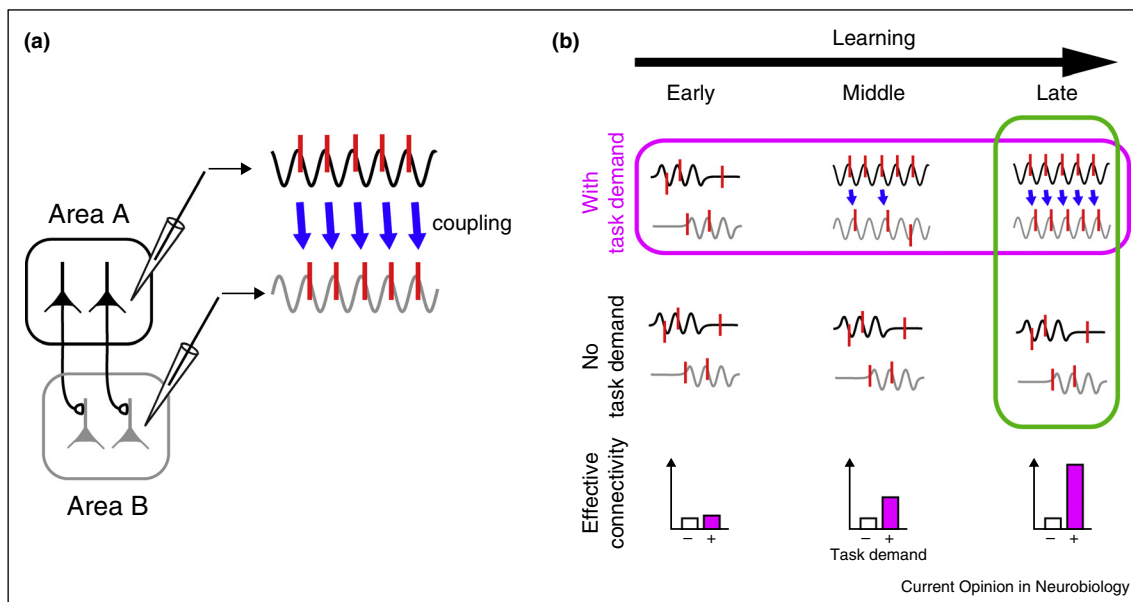 (a)
Area A
Area B
coupling
(b)
Learning
Early
Middle
Late
With
task demand
No
task demand
Effective
connectivity
– +
– +
Task demand
– +
Current Opinion in Neurobiology